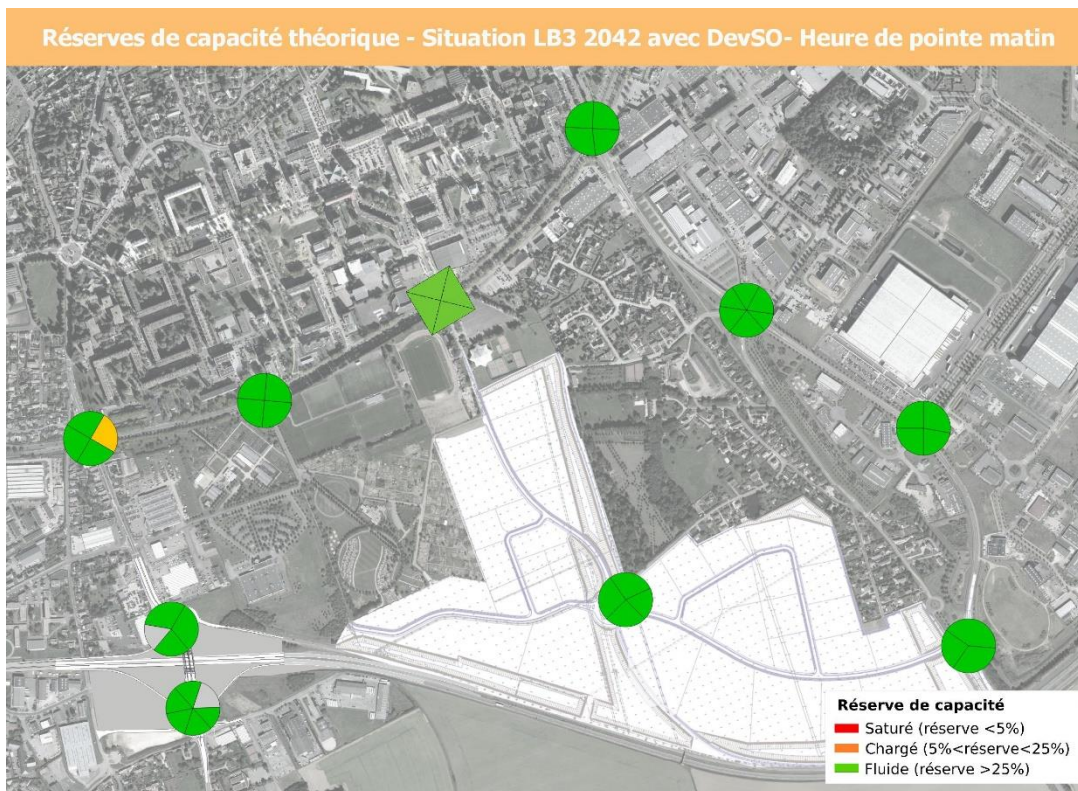 Réserves de capacité théorique - Situation LB3 2042 avec DevSO- Heure de pointe matin
Réserve de capacité
Saturé (réserve <5%)
Chargé (5%<réserve<25%)
Fluide (réserve >25%)